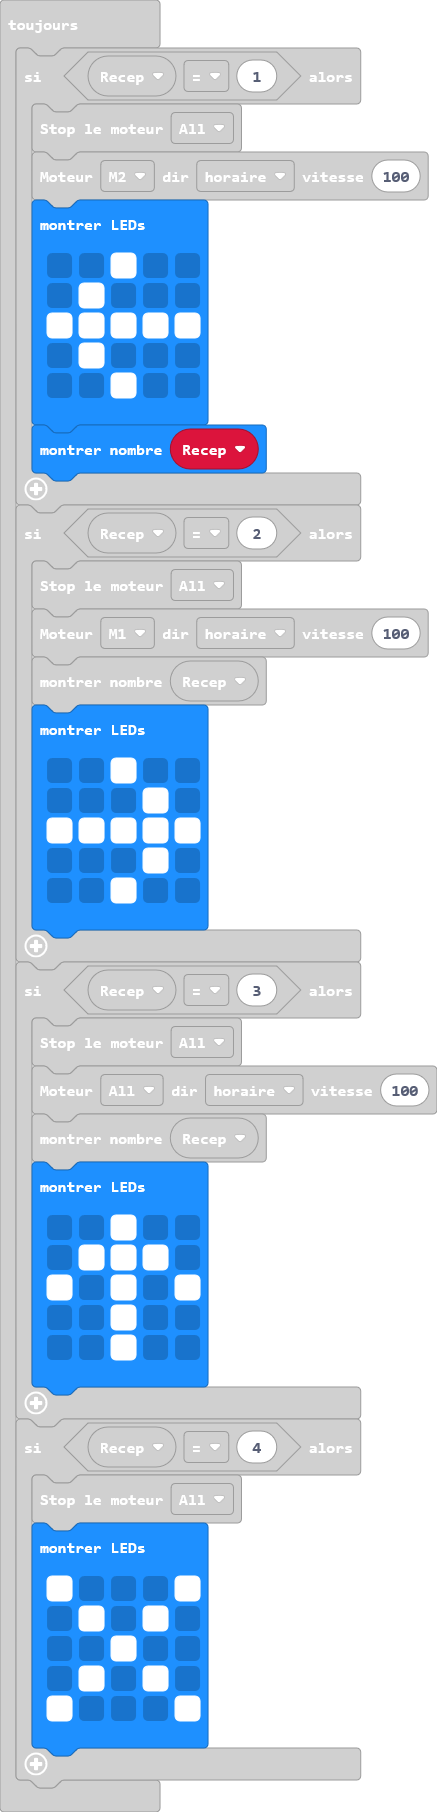 toujours
si Recep = 1 alors
Stop le moteur All
Moteur M2 dir horaire vitesse 100
montrer LEDs
montrer nombre Recep
si Recep = 2 alors
Stop le moteur All
Moteur M1 dir horaire vitesse 100
montrer nombre Recep
montrer LEDs
si Recep = 3 alors
Stop le moteur All
Moteur All dir horaire vitesse 100
montrer nombre Recep
montrer LEDs
si Recep = 4 alors
Stop le moteur All
montrer LEDs